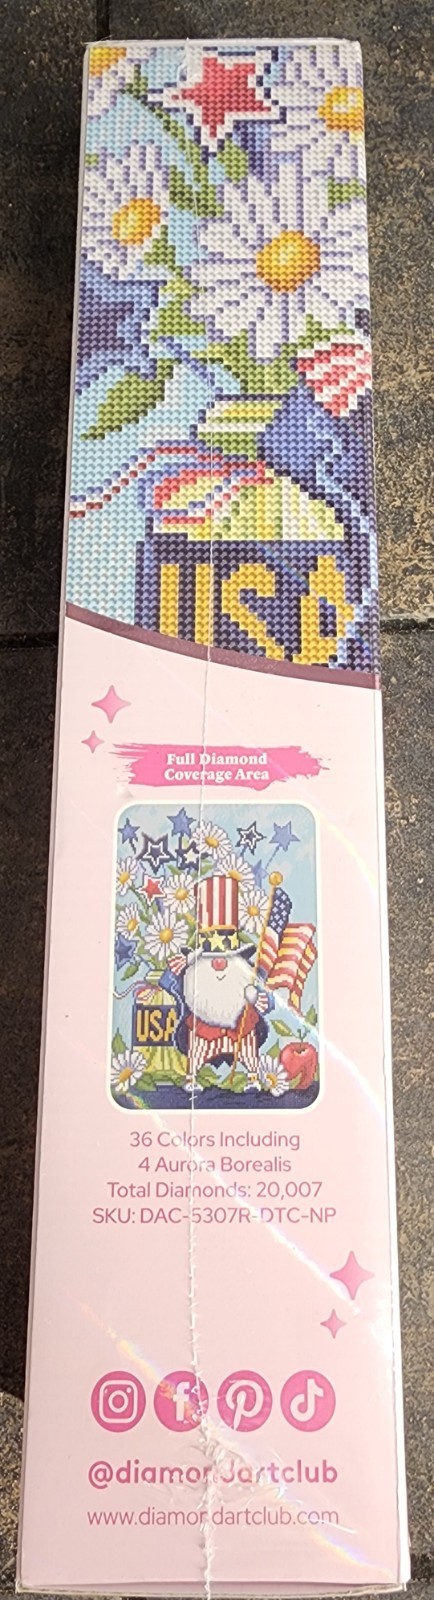 USA
Full Diamond
Coverage Area
USA
36 Colors Including
4 Aurora Borealis
Total Diamonds: 20,007
SKU: DAC-5307R-DTC-NP
@diamondartclub
www.diamondartclub.com